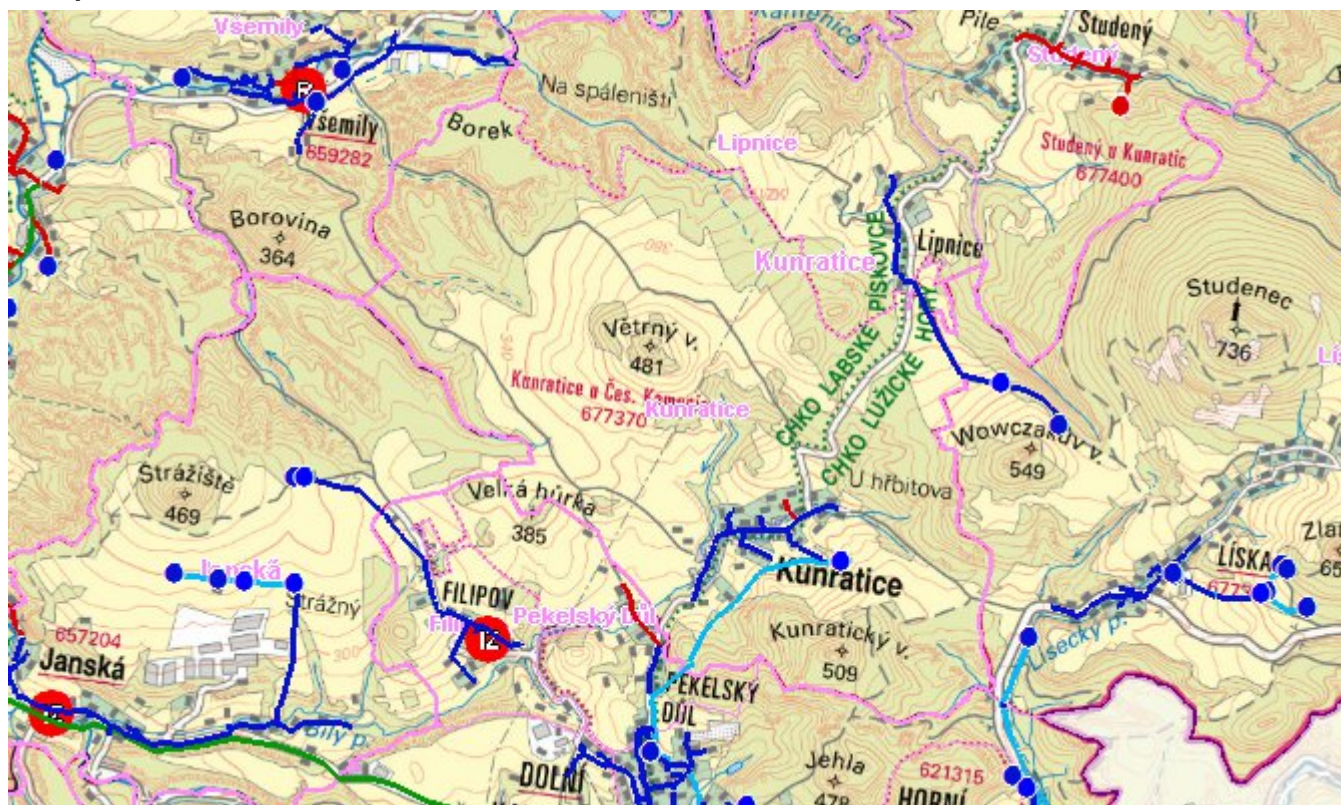 Všemily
Kamenice
Pile
Studený
Studený
Na spáleništi
Všemily
659282
Borek
Lipnice
Studený u Kunratic
677400
Borovina
364
Lipnice
Kunratice
CHKO LABSKÉ PÍSKOVCE
CHKO LUŽICKÉ HORY
Studenec
736
Větrný v.
481
Kunratice u Čes.
677370
Kunratice
Wowczakův v.
549
Strážiště
469
Velká hůrka
385
U hřbitova
Kunratice
LÍSKA
Janská
Strážný
FILIPOV
Pekelský Důl
657204
Janská
300
Kunratický v.
509
Lísecký p.
PEKELSKÝ
DŮL
Bílý p.
DOLNÍ
Jehla
478
621315
HORNÍ